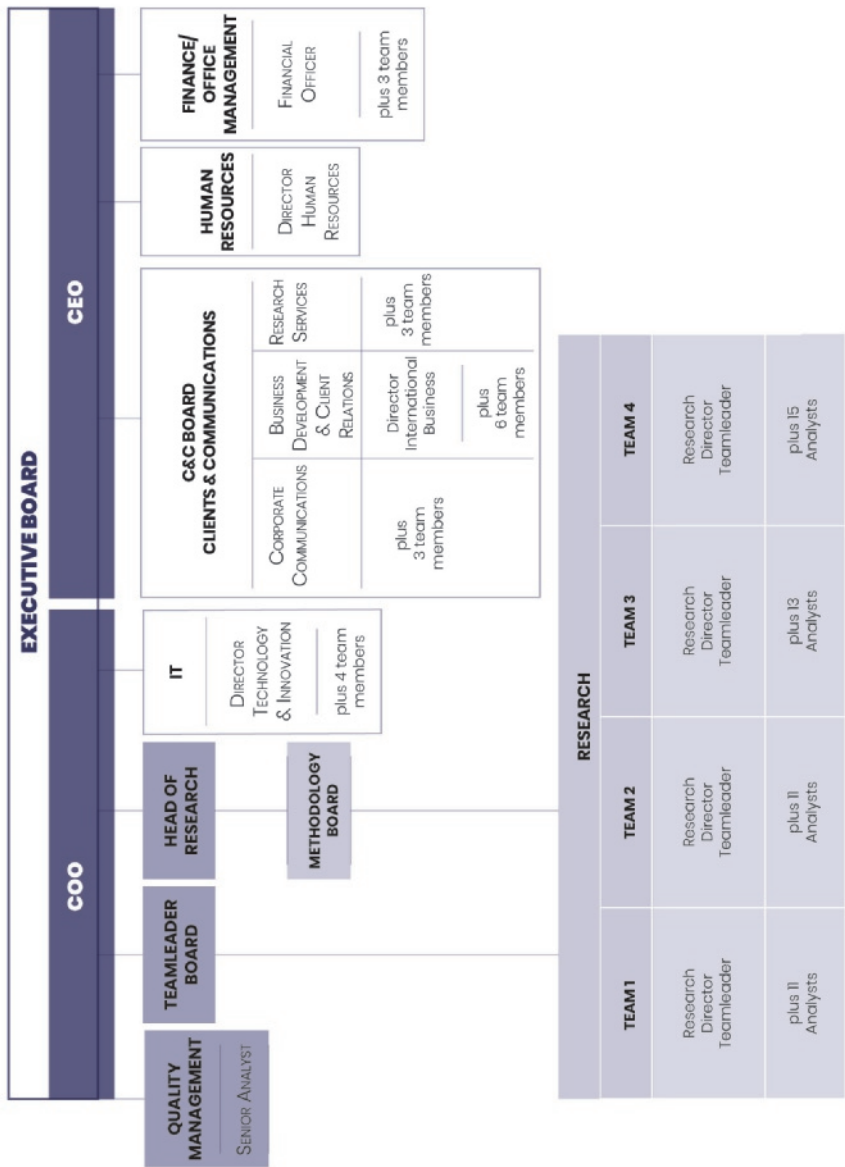 EXECUTIVE BOARD
COO
CEO
QUALITY
MANAGEMENT
SENIOR ANALYST
TEAMLEADER
BOARD
HEAD OF
RESEARCH
METHODOLOGY
BOARD
IT
DIRECTOR
TECHNOLOGY
& INNOVATION
plus 4 team
members
C&C BOARD
CLIENTS & COMMUNICATIONS
CORPORATE
COMMUNICATIONS
plus
3 team
members
BUSINESS
DEVELOPMENT
& CLIENT
RELATIONS
Director
International
Business
plus
6 team
members
RESEARCH
SERVICES
plus
3 team
members
HUMAN
RESOURCES
DIRECTOR
HUMAN
RESOURCES
FINANCE/
OFFICE
MANAGEMENT
FINANCIAL
OFFICER
plus 3 team
members
RESEARCH
TEAM 1
Research
Director
Teamleader
plus 11
Analysts
TEAM 2
Research
Director
Teamleader
plus 11
Analysts
TEAM 3
Research
Director
Teamleader
plus 13
Analysts
TEAM 4
Research
Director
Teamleader
plus 15
Analysts